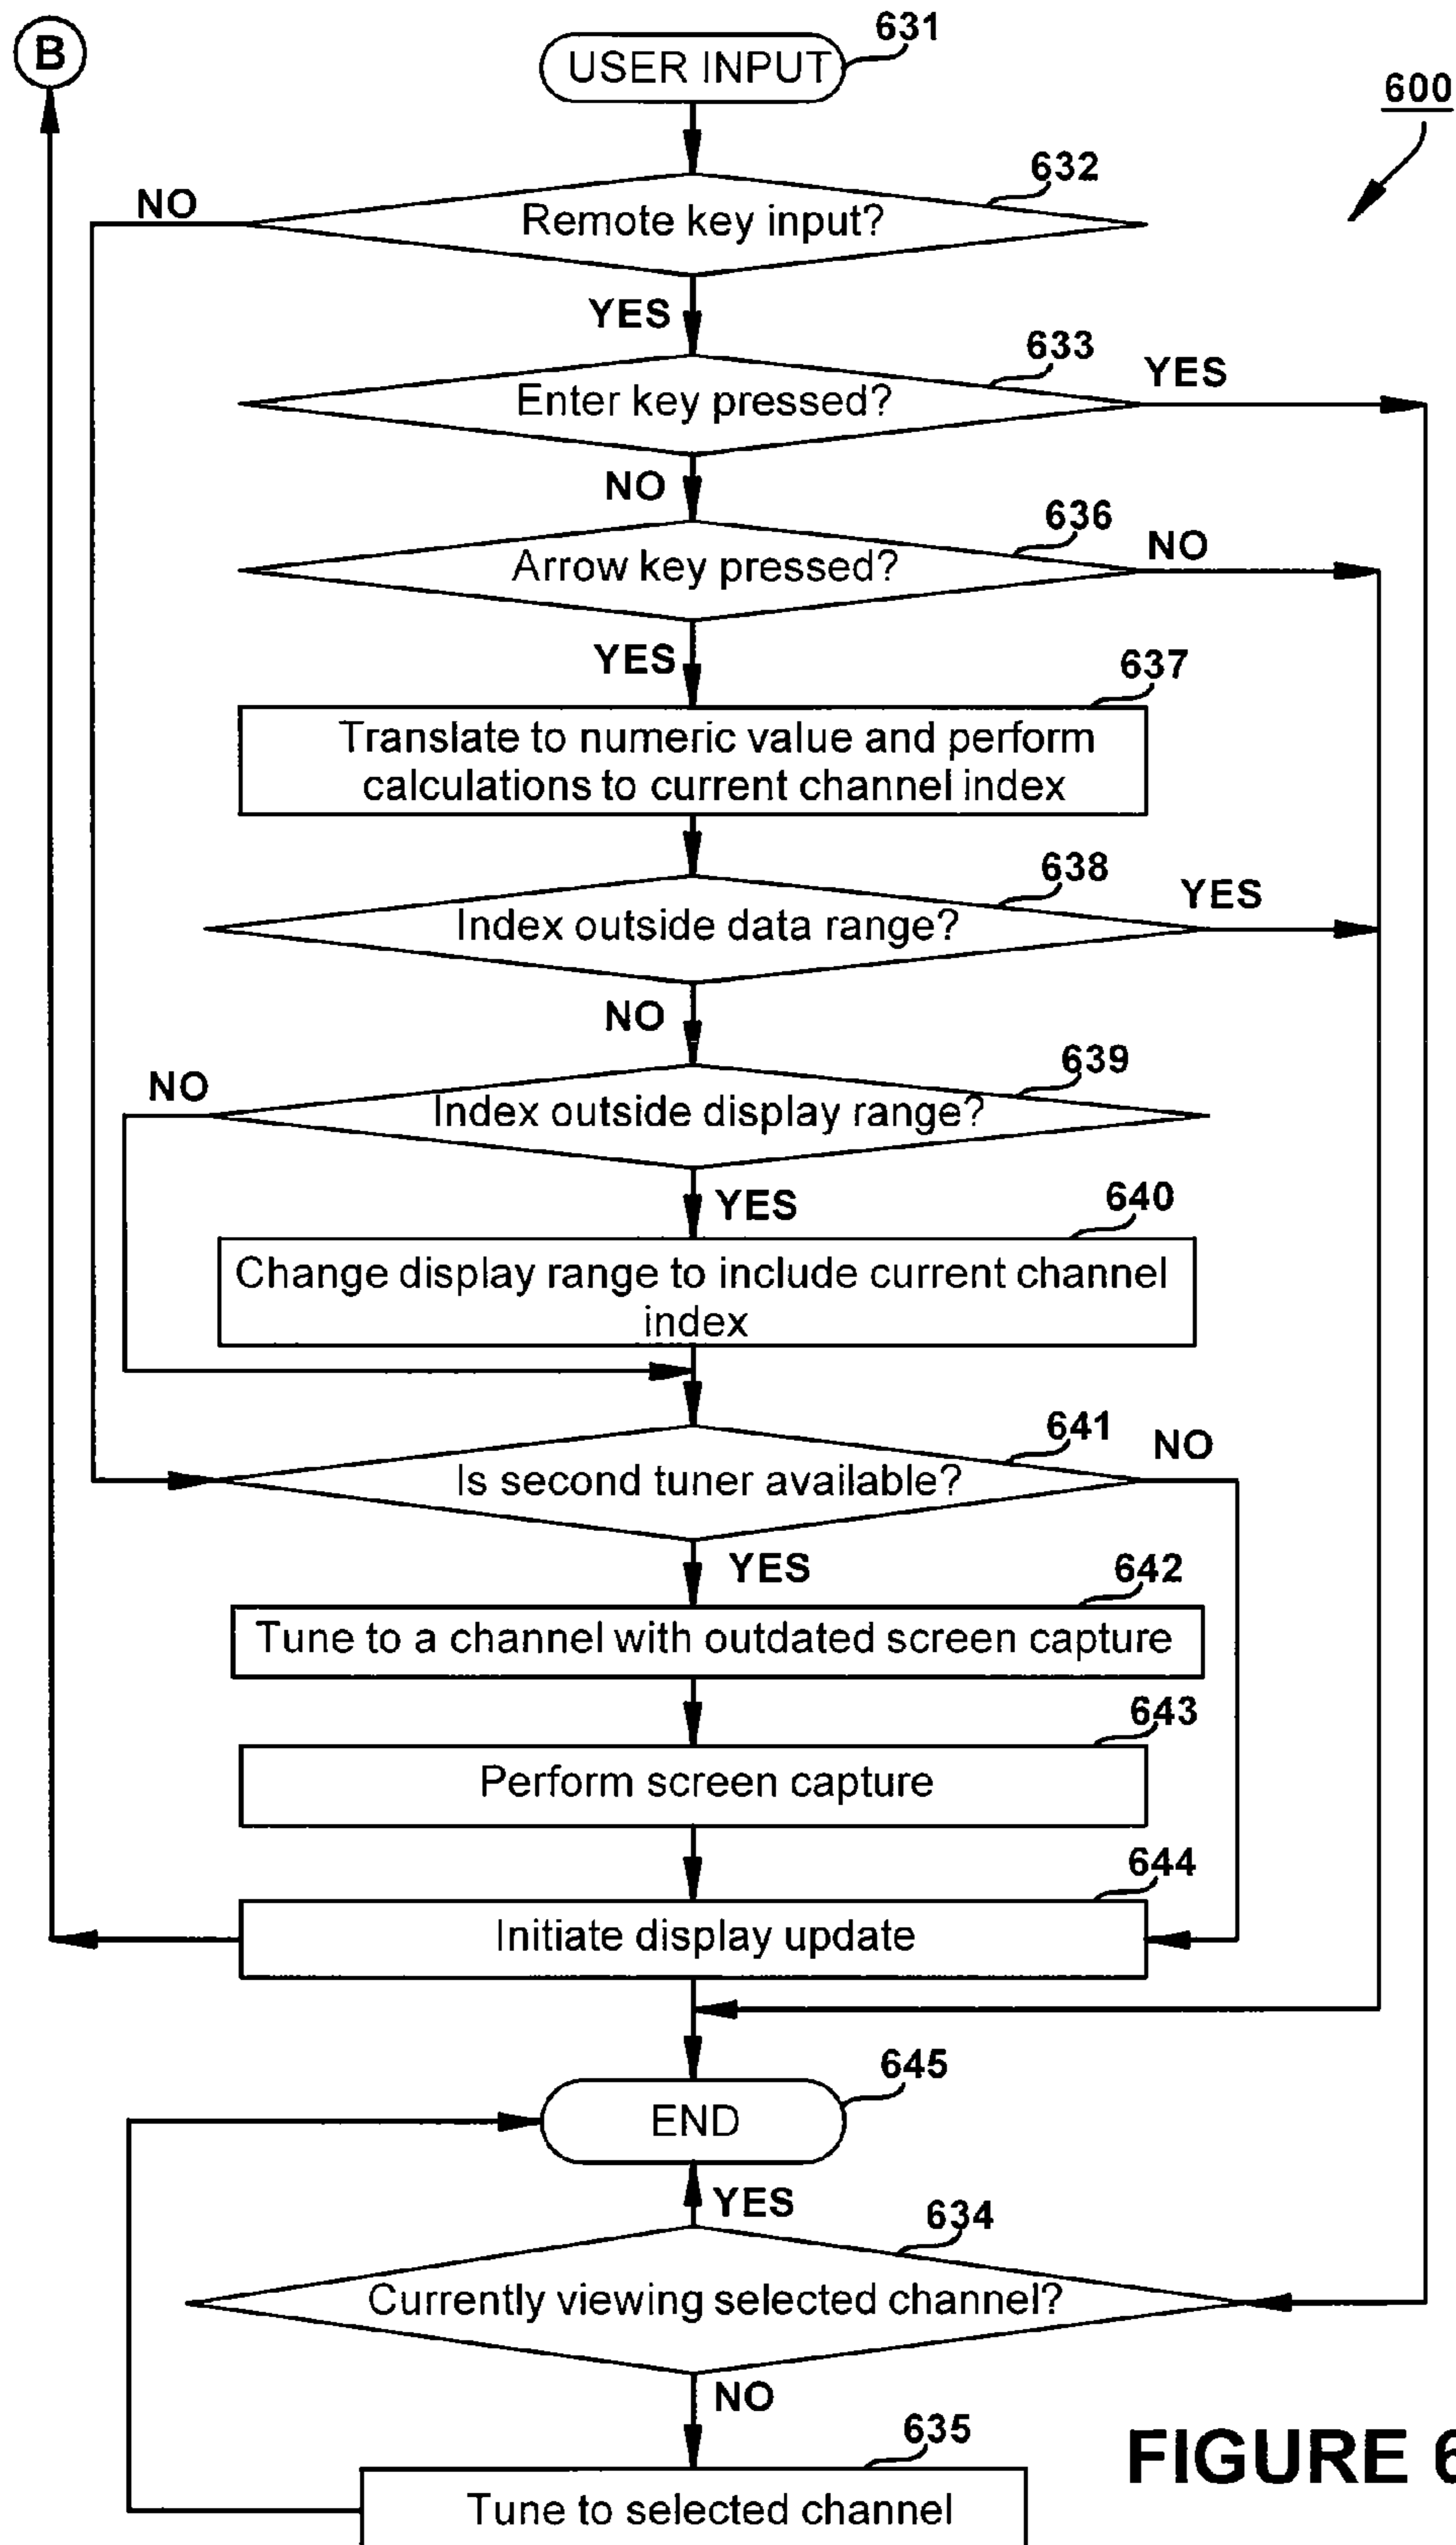 B
USER INPUT
631
600
632
NO
Remote key input?
YES
633
YES
Enter key pressed?
NO
636
NO
Arrow key pressed?
YES
637
Translate to numeric value and perform
calculations to current channel index
638
YES
Index outside data range?
NO
639
NO
Index outside display range?
YES
640
Change display range to include current channel
index
641
NO
Is second tuner available?
YES
642
Tune to a channel with outdated screen capture
643
Perform screen capture
644
Initiate display update
645
END
YES
634
Currently viewing selected channel?
NO
635
Tune to selected channel
FIGURE 6